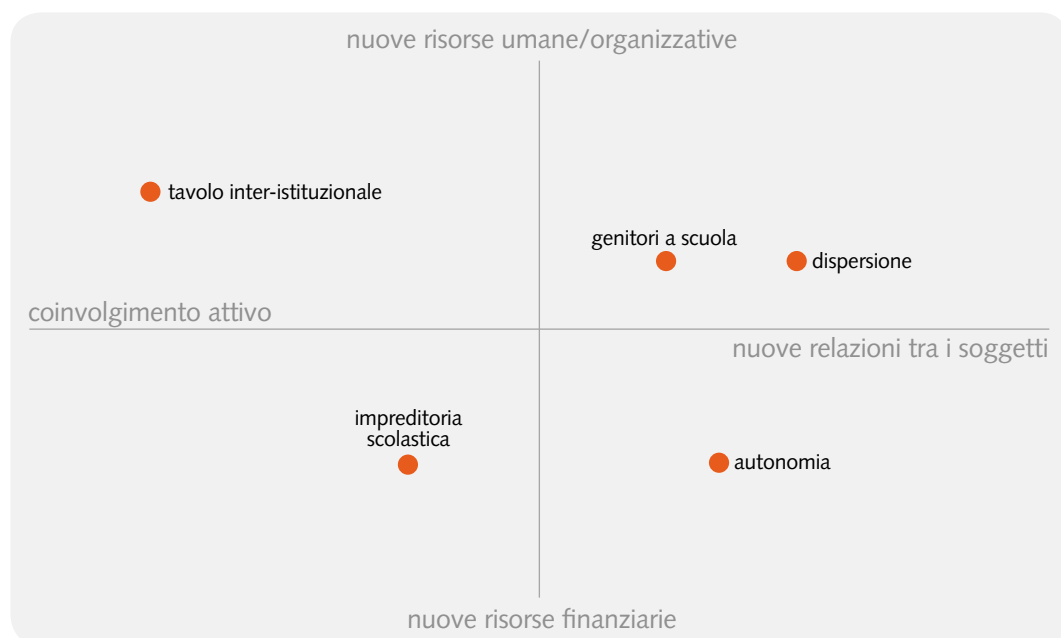 nuove risorse umane/organizzative
tavolo inter-istituzionale
genitori a scuola
dispersione
coinvolgimento attivo
nuove relazioni tra i soggetti
impreditoria
scolastica
autonomia
nuove risorse finanziarie